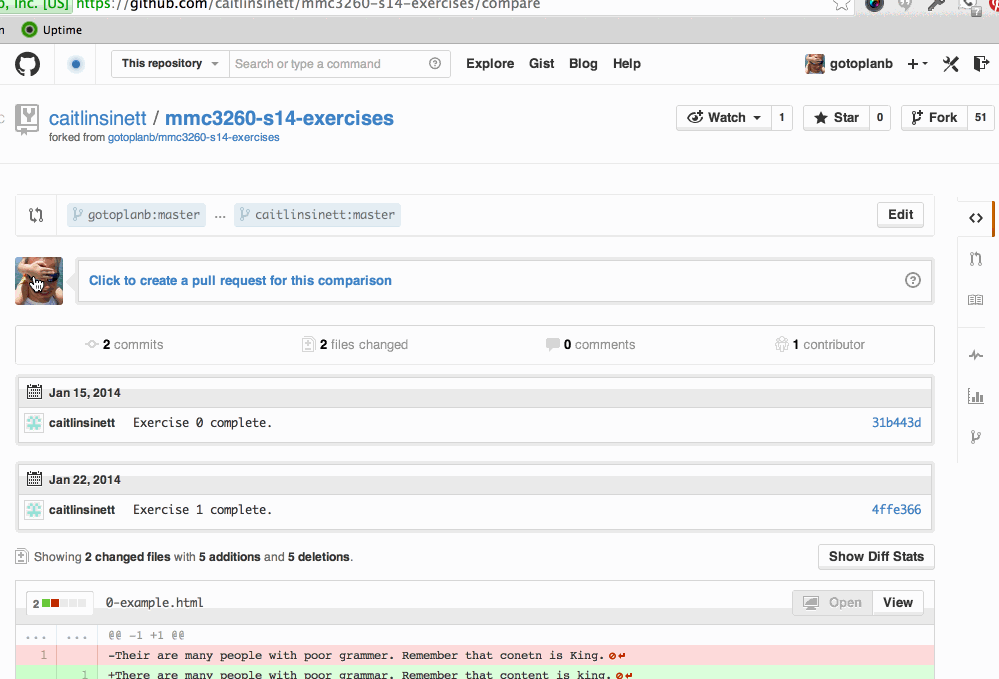 , Inc. [US] https://github.com/caitlinsinett/mmc3260-s14-exercises/compare
n Uptime
This repository Search or type a command Explore Gist Blog Help gotoplanb
caitlinsinett / mmc3260-s14-exercises Watch 1 Star 0 Fork 51
forked from gotoplanb/mmc3260-s14-exercises
gotoplanb:master ... caitlinsinett:master Edit
Click to create a pull request for this comparison
2 commits 2 files changed 0 comments 1 contributor
Jan 15, 2014
caitlinsinett Exercise 0 complete. 31b443d
Jan 22, 2014
caitlinsinett Exercise 1 complete. 4ffe366
Showing 2 changed files with 5 additions and 5 deletions. Show Diff Stats
2 0-example.html Open View
... ... @@ -1 +1 @@
1 -Their are many people with poor grammer. Remember that conetn is King.
1 +There are many people with poor grammar. Remember that content is king.